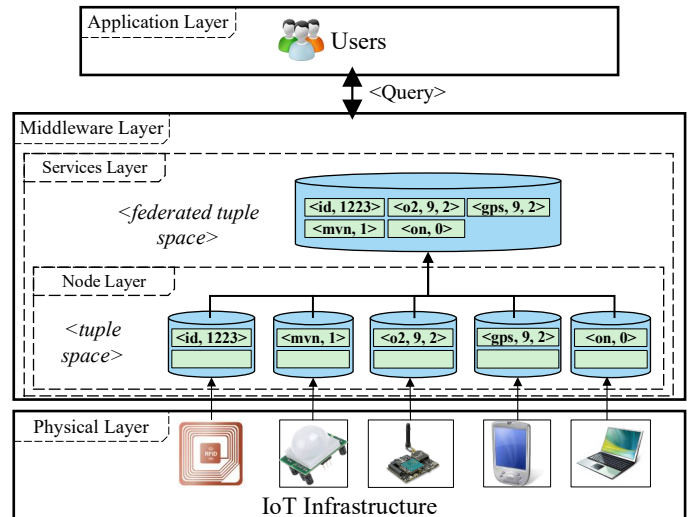 Application Layer
Users
<Query>
Middleware Layer
Services Layer
<federated tuple
space>
<id, 1223> <o2, 9, 2> <gps, 9, 2>
<mvn, 1> <on, 0>
Node Layer
<tuple
space>
<id, 1223> <mvn, 1> <o2, 9, 2> <gps, 9, 2> <on, 0>
Physical Layer
RFID
IoT Infrastructure